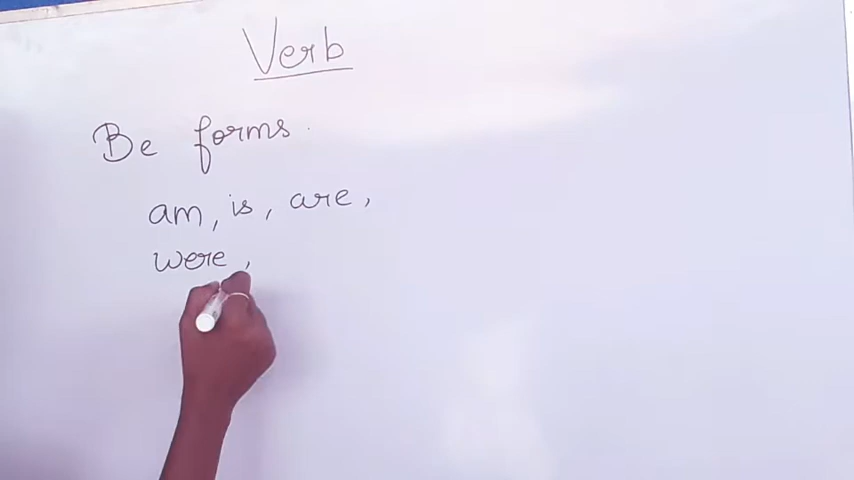 Verb
Be forms.
am, is, are,
were,